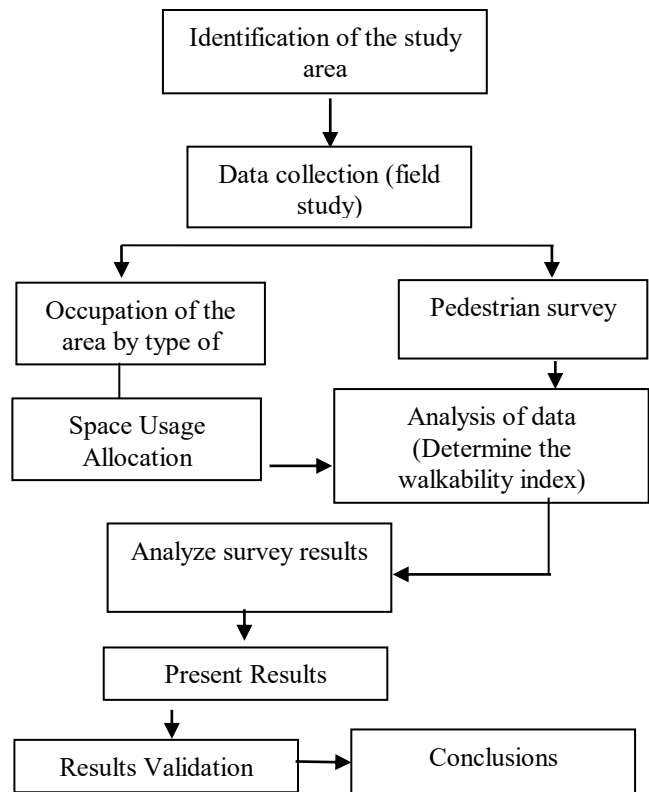 Identification of the study
area
Data collection (field
study)
Occupation of the
area by type of
Pedestrian survey
Space Usage
Allocation
Analysis of data
(Determine the
walkability index)
Analyze survey results
Present Results
Results Validation
Conclusions